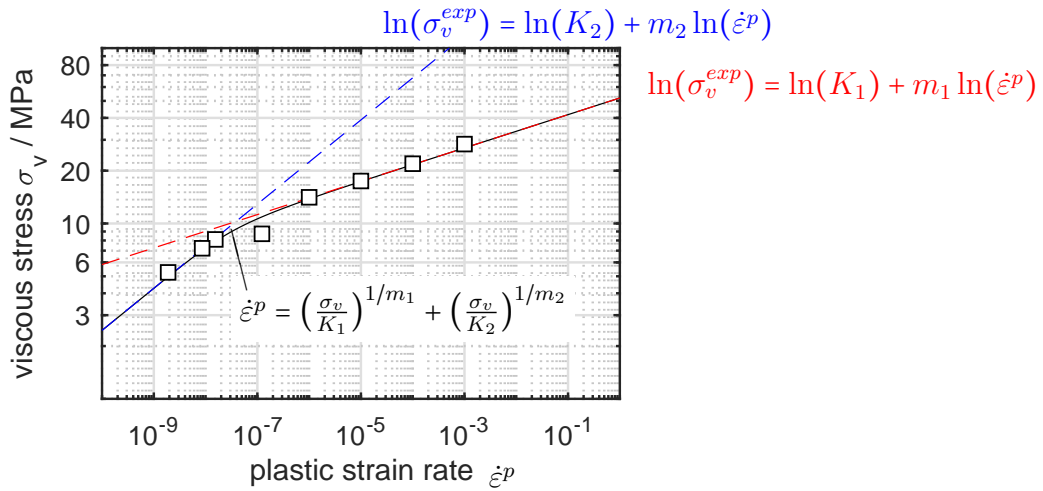 ln(σ_v^{exp}) = ln(K_2) + m_2 ln(ε̇^p)
ln(σ_v^{exp}) = ln(K_1) + m_1 ln(ε̇^p)
viscous stress σ_v / MPa
80
40
20
10
6
3
ε̇^p = (σ_v/K_1)^{1/m_1} + (σ_v/K_2)^{1/m_2}
10^{-9} 10^{-7} 10^{-5} 10^{-3} 10^{-1}
plastic strain rate ε̇^p